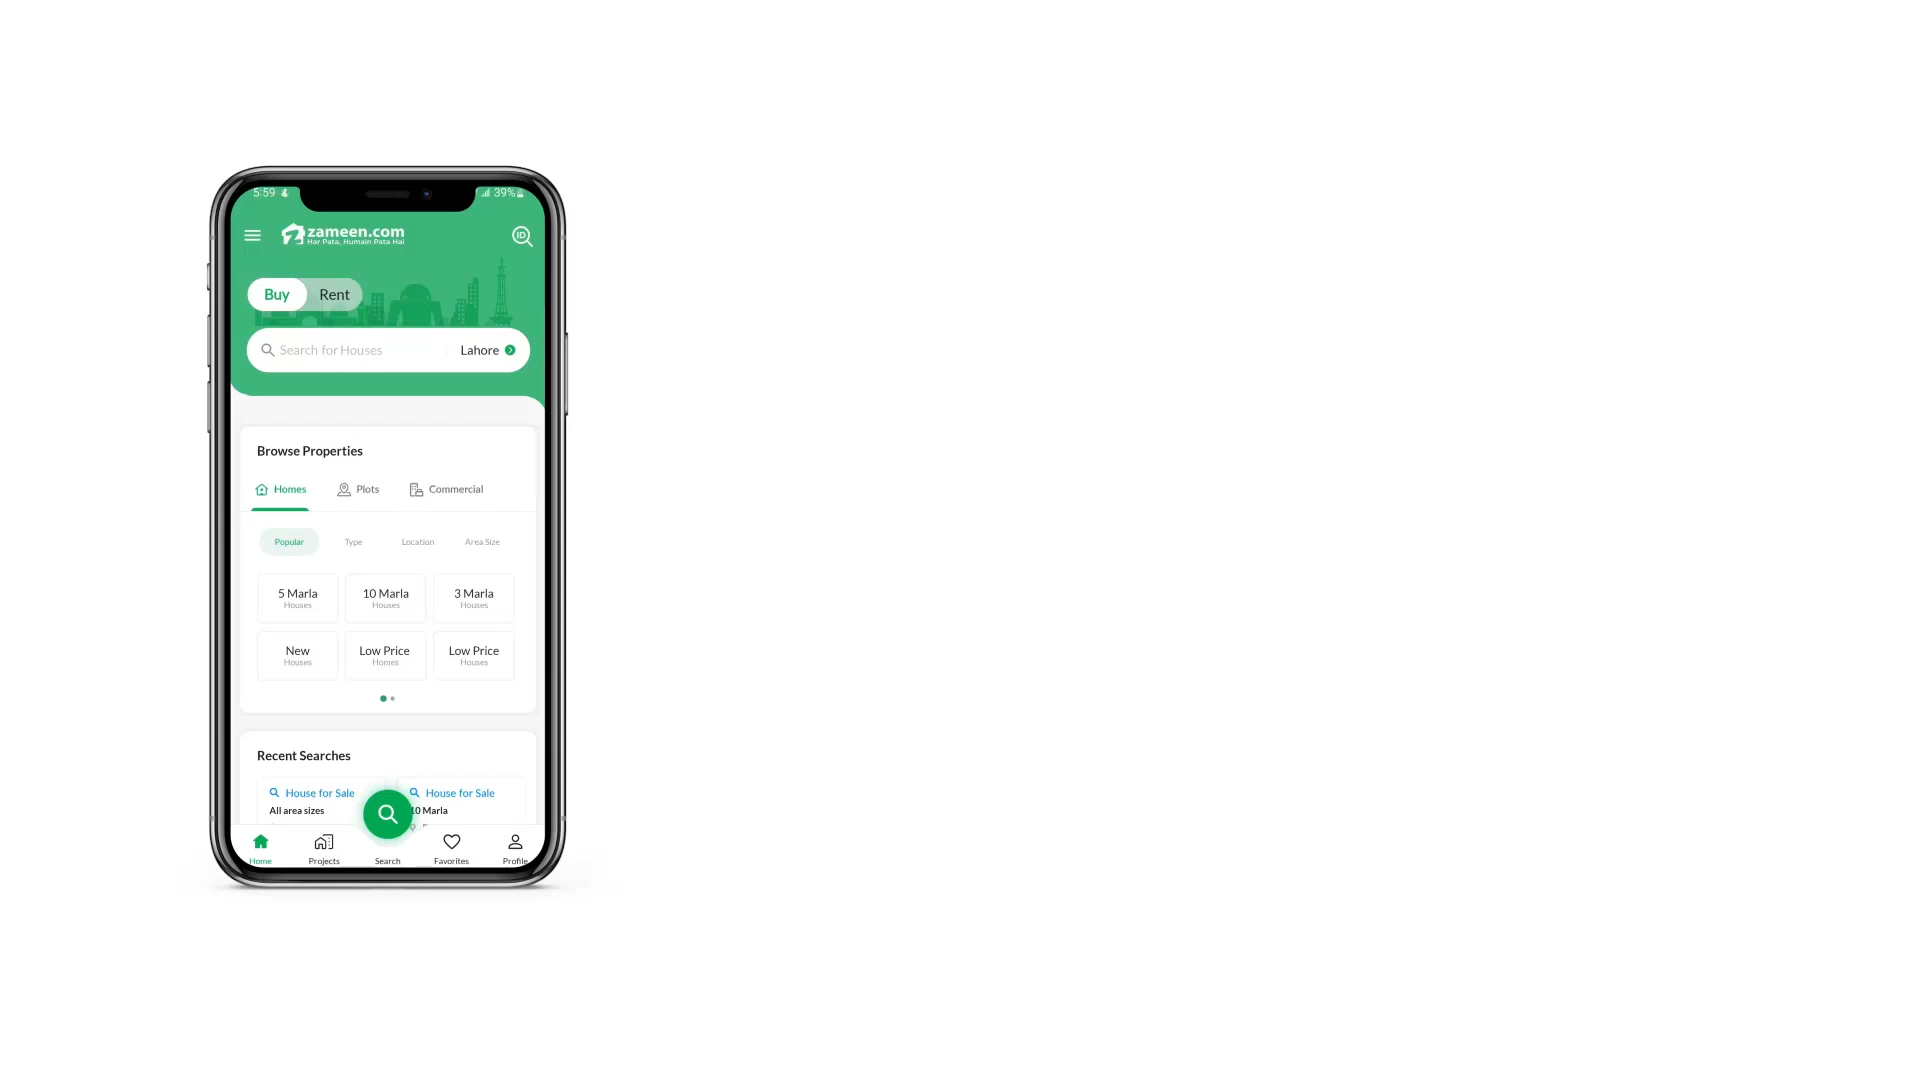 5:59
39%
zameen.com
Har Pata, Humain Pata Hai
ID
Buy Rent
Search for Houses Lahore
Browse Properties
Homes Plots Commercial
Popular Type Location Area Size
5 Marla 10 Marla 3 Marla
Houses Houses Houses
New Low Price Low Price
Houses Homes Houses
Recent Searches
House for Sale House for Sale
All area sizes 10 Marla
Home Projects Search Favorites Profile